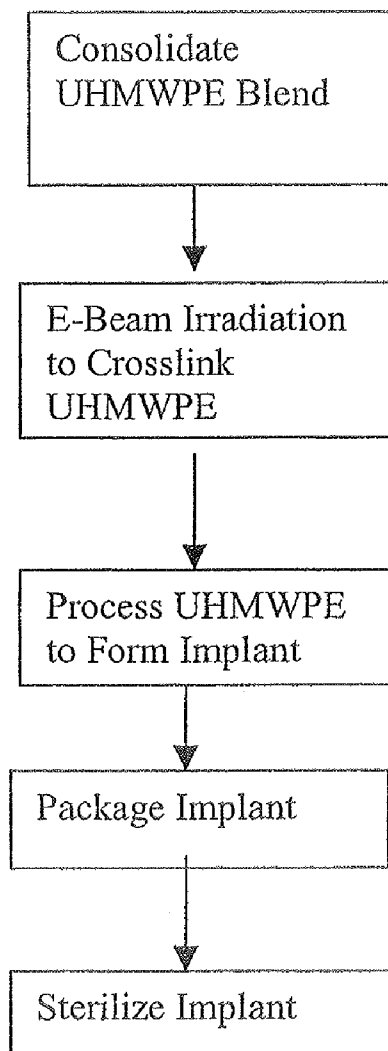 Consolidate
UHMWPE Blend
E-Beam Irradiation
to Crosslink
UHMWPE
Process UHMWPE
to Form Implant
Package Implant
Sterilize Implant